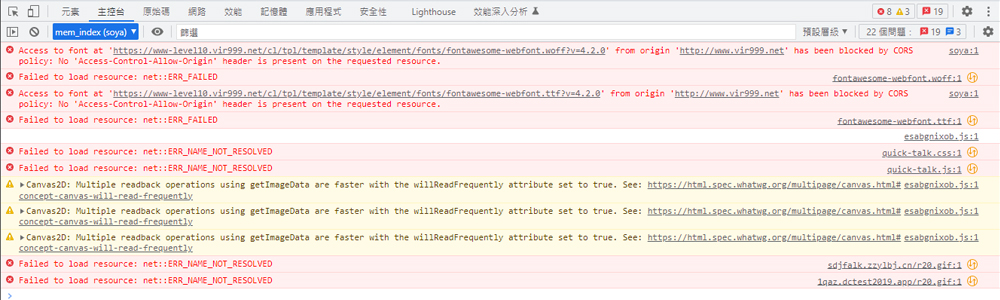 元素 主控台 原始碼 網路 效能 記憶體 應用程式 安全性 Lighthouse 效能深入分析 8 3 19
mem_index (soya) 篩選 預設層級 22 個問題： 19 3
Access to font at 'https://www-level10.vir999.net/cl/tpl/template/style/element/fonts/fontawesome-webfont.woff?v=4.2.0' from origin 'http://www.vir999.net' has been blocked by CORS soya:1
policy: No 'Access-Control-Allow-Origin' header is present on the requested resource.
Failed to load resource: net::ERR_FAILED fontawesome-webfont.woff:1
Access to font at 'https://www-level10.vir999.net/cl/tpl/template/style/element/fonts/fontawesome-webfont.ttf?v=4.2.0' from origin 'http://www.vir999.net' has been blocked by CORS soya:1
policy: No 'Access-Control-Allow-Origin' header is present on the requested resource.
Failed to load resource: net::ERR_FAILED fontawesome-webfont.ttf:1
esabgnixob.js:1
Failed to load resource: net::ERR_NAME_NOT_RESOLVED quick-talk.css:1
Failed to load resource: net::ERR_NAME_NOT_RESOLVED quick-talk.js:1
Canvas2D: Multiple readback operations using getImageData are faster with the willReadFrequently attribute set to true. See: https://html.spec.whatwg.org/multipage/canvas.html# esabgnixob.js:1
concept-canvas-will-read-frequently
Canvas2D: Multiple readback operations using getImageData are faster with the willReadFrequently attribute set to true. See: https://html.spec.whatwg.org/multipage/canvas.html# esabgnixob.js:1
concept-canvas-will-read-frequently
Canvas2D: Multiple readback operations using getImageData are faster with the willReadFrequently attribute set to true. See: https://html.spec.whatwg.org/multipage/canvas.html# esabgnixob.js:1
concept-canvas-will-read-frequently
Failed to load resource: net::ERR_NAME_NOT_RESOLVED sdjfalk.zzylbj.cn/r20.gif:1
Failed to load resource: net::ERR_NAME_NOT_RESOLVED 1qaz.dctest2019.app/r20.gif:1